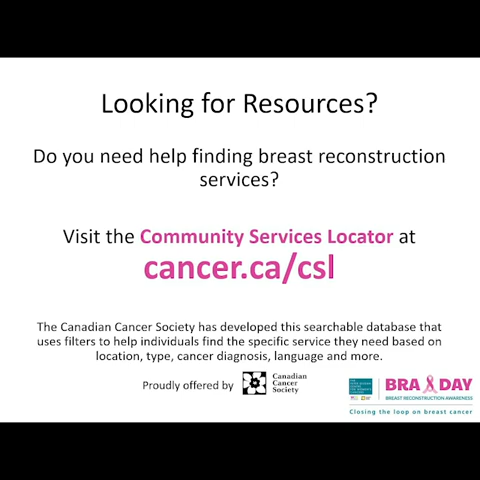 Looking for Resources?
Do you need help finding breast reconstruction
services?
Visit the Community Services Locator at
cancer.ca/csl
The Canadian Cancer Society has developed this searchable database that
uses filters to help individuals find the specific service they need based on
location, type, cancer diagnosis, language and more.
Proudly offered by
Canadian
Cancer
Society
BRA DAY
BREAST RECONSTRUCTION AWARENESS
Closing the loop on breast cancer